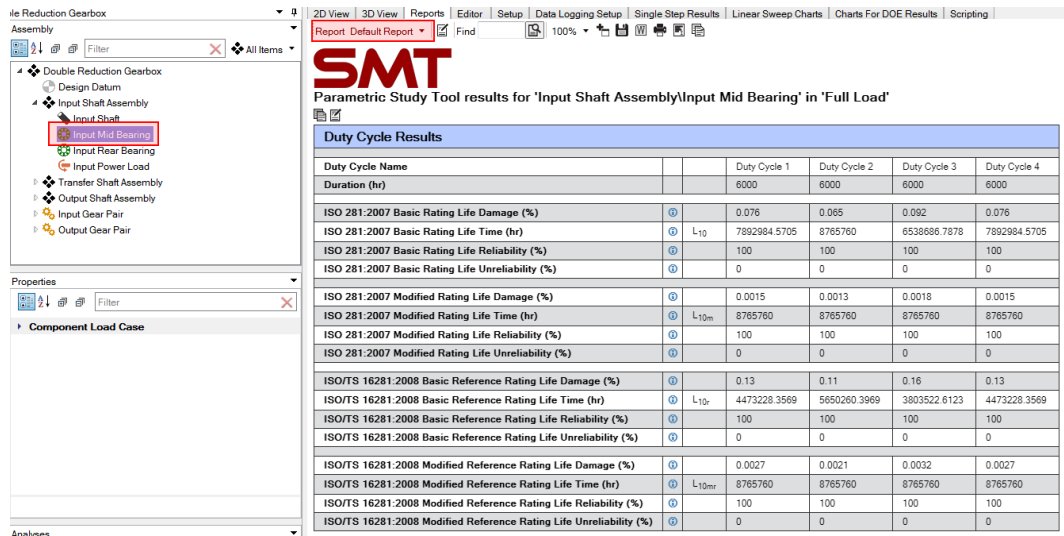 le Reduction Gearbox
Assembly
Filter
All Items
Double Reduction Gearbox
Design Datum
Input Shaft Assembly
Input Shaft
Input Mid Bearing
Input Rear Bearing
Input Power Load
Transfer Shaft Assembly
Output Shaft Assembly
Input Gear Pair
Output Gear Pair
Properties
Filter
Component Load Case
Analyses
2D View 3D View Reports Editor Setup Data Logging Setup Single Step Results Linear Sweep Charts Charts For DOE Results Scripting
Report Default Report Find 100%
SMT
Parametric Study Tool results for 'Input Shaft Assembly\Input Mid Bearing' in 'Full Load'
Duty Cycle Results
Duty Cycle Name Duty Cycle 1 Duty Cycle 2 Duty Cycle 3 Duty Cycle 4
Duration (hr) 6000 6000 6000 6000
ISO 281:2007 Basic Rating Life Damage (%) 0.076 0.065 0.092 0.076
ISO 281:2007 Basic Rating Life Time (hr) L10 7892984.5705 8765760 6538686.7878 7892984.5705
ISO 281:2007 Basic Rating Life Reliability (%) 100 100 100 100
ISO 281:2007 Basic Rating Life Unreliability (%) 0 0 0 0
ISO 281:2007 Modified Rating Life Damage (%) 0.0015 0.0013 0.0018 0.0015
ISO 281:2007 Modified Rating Life Time (hr) L10m 8765760 8765760 8765760 8765760
ISO 281:2007 Modified Rating Life Reliability (%) 100 100 100 100
ISO 281:2007 Modified Rating Life Unreliability (%) 0 0 0 0
ISO/TS 16281:2008 Basic Reference Rating Life Damage (%) 0.13 0.11 0.16 0.13
ISO/TS 16281:2008 Basic Reference Rating Life Time (hr) L10r 4473228.3569 5650260.3969 3803522.6123 4473228.3569
ISO/TS 16281:2008 Basic Reference Rating Life Reliability (%) 100 100 100 100
ISO/TS 16281:2008 Basic Reference Rating Life Unreliability (%) 0 0 0 0
ISO/TS 16281:2008 Modified Reference Rating Life Damage (%) 0.0027 0.0021 0.0032 0.0027
ISO/TS 16281:2008 Modified Reference Rating Life Time (hr) L10mr 8765760 8765760 8765760 8765760
ISO/TS 16281:2008 Modified Reference Rating Life Reliability (%) 100 100 100 100
ISO/TS 16281:2008 Modified Reference Rating Life Unreliability (%) 0 0 0 0